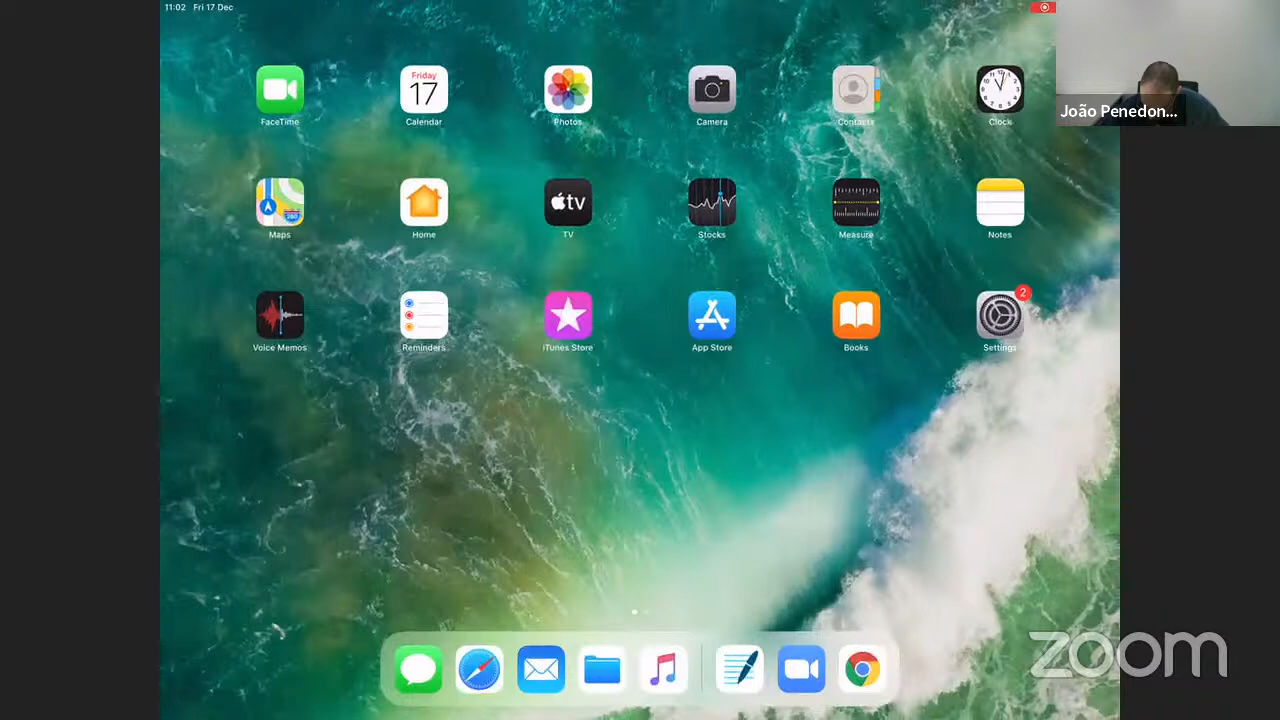 11:02 Fri 17 Dec
João Penedon...
FaceTime
Friday
17
Calendar
Photos
Camera
Contacts
Clock
Maps
Home
tv
TV
Stocks
Measure
Notes
Voice Memos
Reminders
iTunes Store
App Store
Books
2
Settings
zoom